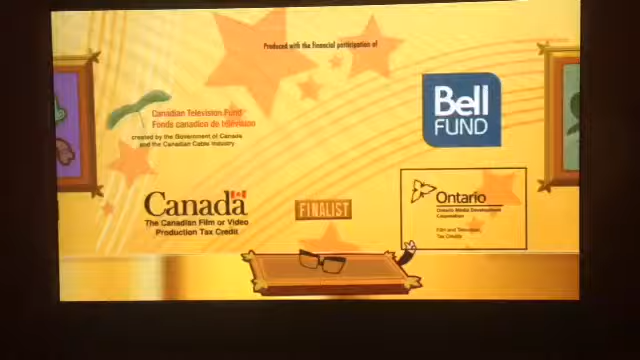 Produced with the financial participation of
Canadian Television Fund
Fonds canadien de télévision
created by the Government of Canada
and the Canadian Cable Industry
Bell
FUND
Canada
The Canadian Film or Video
Production Tax Credit
FINALIST
Ontario
Ontario Media Development
Corporation
Film and Television
Tax Credits